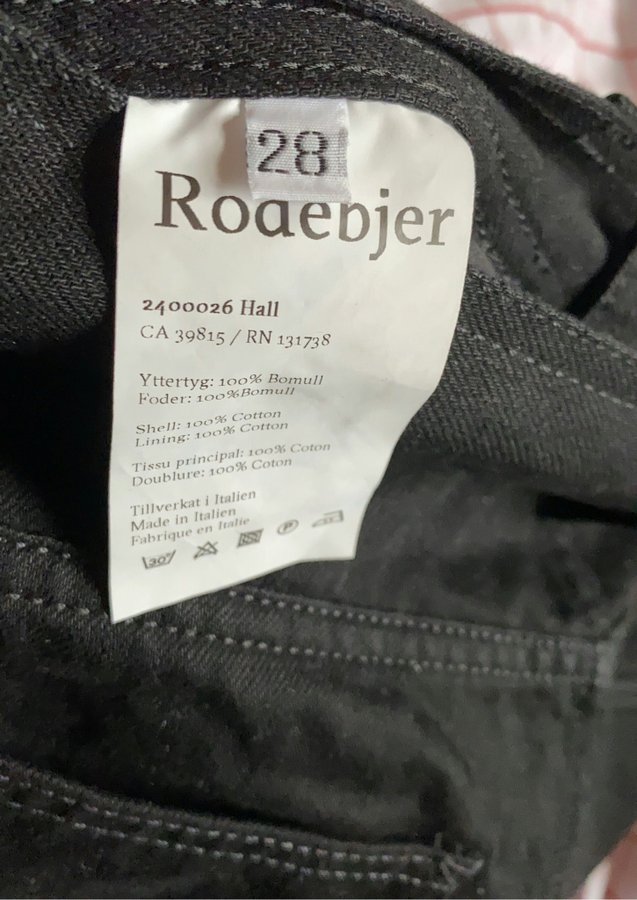 28
Rodebjer
2400026 Hall
CA 39815 / RN 131738
Yttertyg: 100% Bomull
Foder: 100%Bomull
Shell: 100% Cotton
Lining: 100% Cotton
Tissu principal: 100% Coton
Doublure: 100% Coton
Tillverkat i Italien
Made in Italien
Fabrique en Italie
30° P